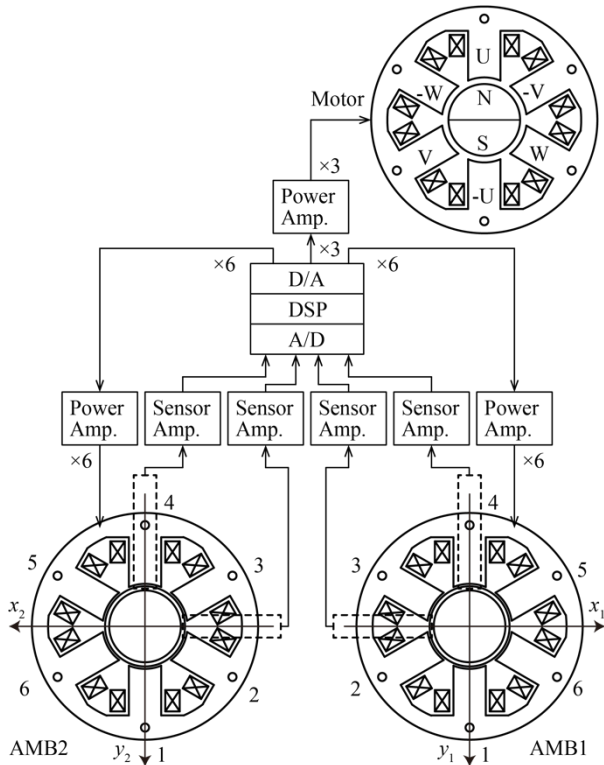 U
-W
-V
N
Motor
S
V
W
-U
×3
Power
Amp.
×3
×6
×6
D/A
DSP
A/D
Power
Amp.
Sensor
Amp.
Sensor
Amp.
Sensor
Amp.
Sensor
Amp.
Power
Amp.
×6
×6
4
4
5
3
3
5
x2
x1
6
2
2
6
AMB2
y2
1
y1
1
AMB1